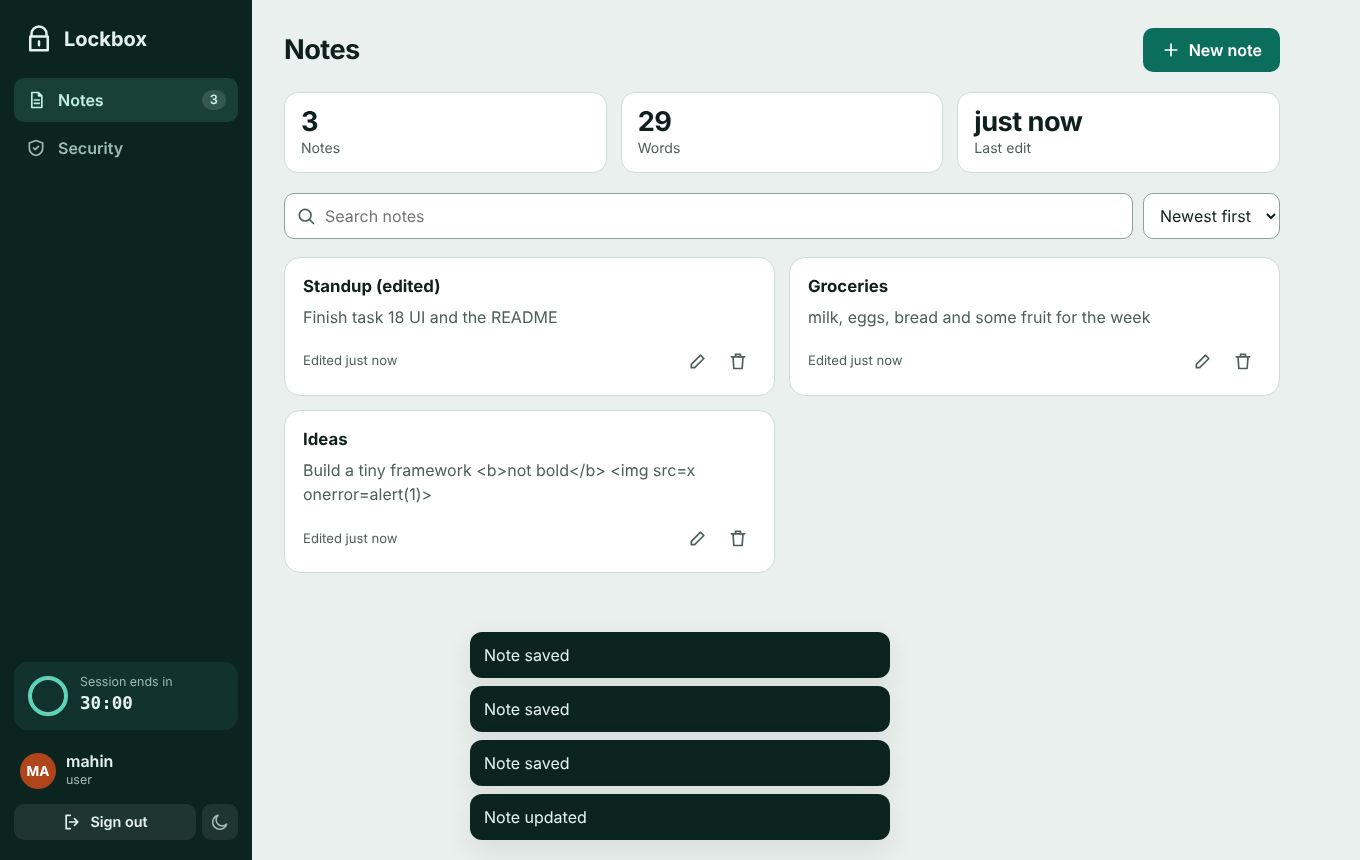 Lockbox
Notes
3
Security
Session ends in
30:00
MA
mahin
user
Sign out
Notes
New note
3
Notes
29
Words
just now
Last edit
Search notes
Newest first
Standup (edited)
Finish task 18 UI and the README
Edited just now
Groceries
milk, eggs, bread and some fruit for the week
Edited just now
Ideas
Build a tiny framework <b>not bold</b> <img src=x
onerror=alert(1)>
Edited just now
Note saved
Note saved
Note saved
Note updated